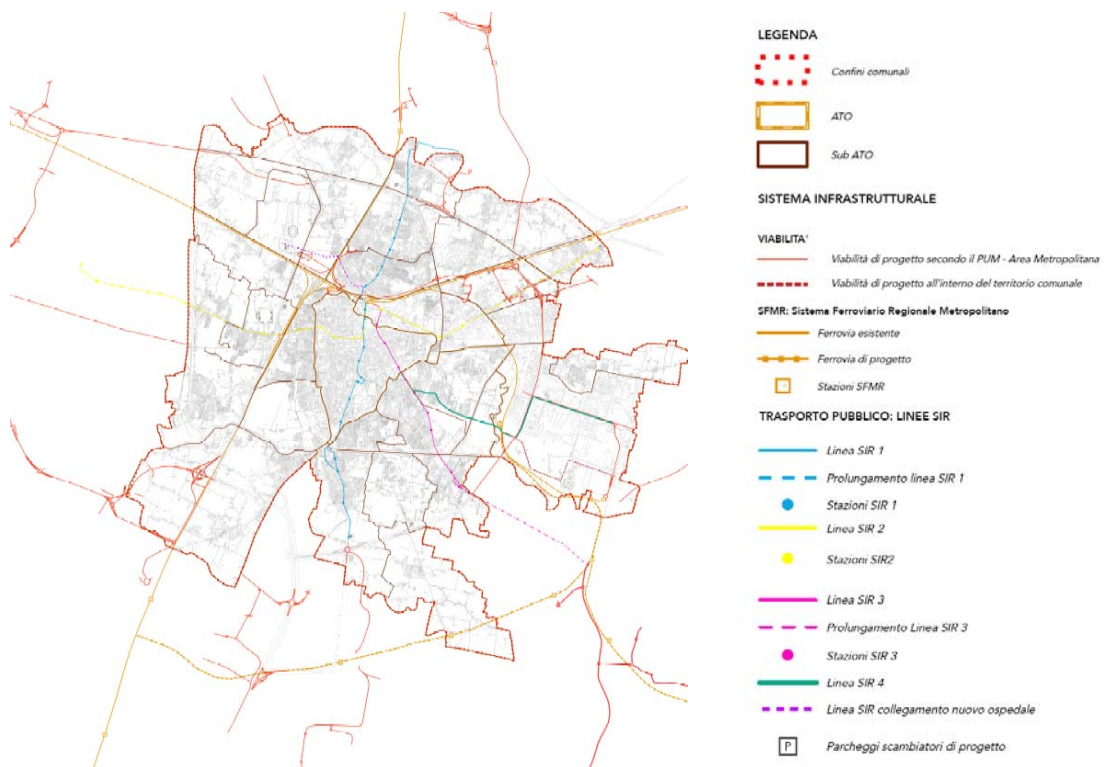 LEGENDA
Confini comunali
ATO
Sub ATO
SISTEMA INFRASTRUTTURALE
VIABILITA'
Viabilità di progetto secondo il PUM - Area Metropolitana
Viabilità di progetto all'interno del territorio comunale
SFMR: Sistema Ferroviario Regionale Metropolitano
Ferrovia esistente
Ferrovia di progetto
Stazioni SFMR
TRASPORTO PUBBLICO: LINEE SIR
Linea SIR 1
Prolungamento linea SIR 1
Stazioni SIR 1
Linea SIR 2
Stazioni SIR2
Linea SIR 3
Prolungamento Linea SIR 3
Stazioni SIR 3
Linea SIR 4
Linea SIR collegamento nuovo ospedale
P Parcheggi scambiatori di progetto